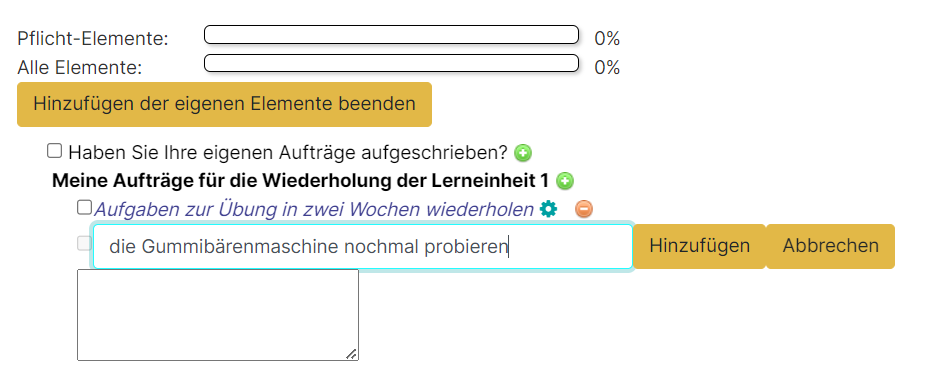 Pflicht-Elemente: 0%
Alle Elemente: 0%
Hinzufügen der eigenen Elemente beenden
Haben Sie Ihre eigenen Aufträge aufgeschrieben?
Meine Aufträge für die Wiederholung der Lerneinheit 1
Aufgaben zur Übung in zwei Wochen wiederholen
die Gummibärenmaschine nochmal probieren Hinzufügen Abbrechen